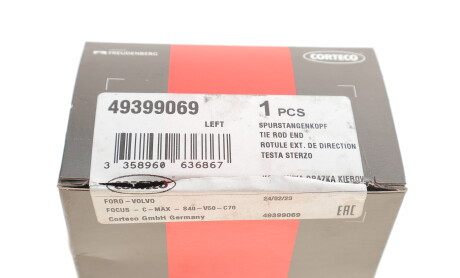 FREUDENBERG
CORTECO
49399069
LEFT
1 PCS
SPURSTANGENKOPF
TIE ROD END
ROTULE EXT. DE DIRECTION
TESTA STERZO
3 358960 636867
KIEROW
CORTECO
FORD-VOLVO
FOCUS - C-MAX - S40-V50-C70
Corteco GmbH Germany
24/02/23
49399069
EAC